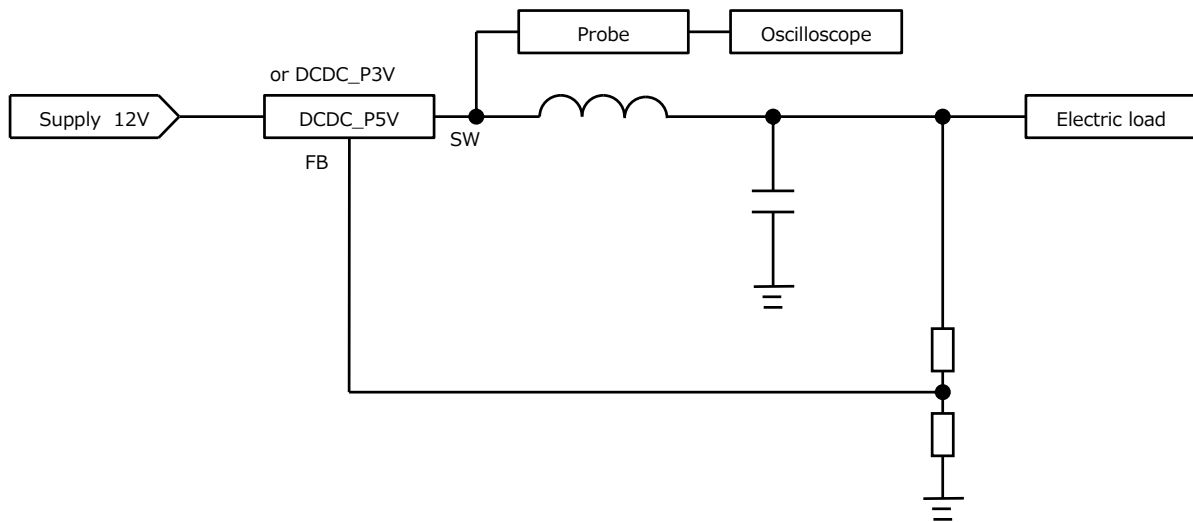 Probe
Oscilloscope
or DCDC_P3V
Supply 12V
DCDC_P5V
SW
Electric load
FB